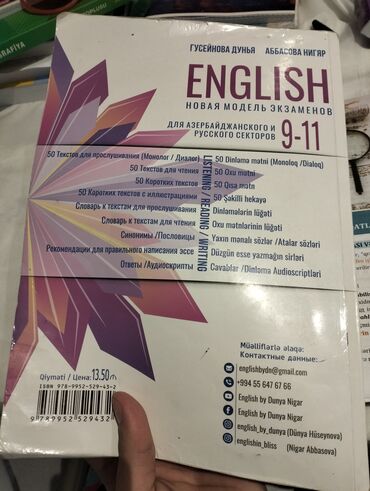 ГУСЕЙНОВА ДУНЬЯ АББАСОВА НИГЯР
ENGLISH
НОВАЯ МОДЕЛЬ ЭКЗАМЕНОВ
ДЛЯ АЗЕРБАЙДЖАНСКОГО И
РУССКОГО СЕКТОРОВ
9-11
LISTENING / READING / WRITING
50 Текстов для прослушивания (Монолог / Диалог)
50 Текстов для чтения
50 Коротких текстов
50 Коротких текстов с иллюстрациями
Словарь к текстам для прослушивания
Словарь к текстам для чтения
Синонимы /Пословицы
Рекомендации для правильного написания эссе
Ответы /Аудиоскрипты
50 Dinləmə mətni (Monoloq /Dialoq)
50 Oxu mətni
50 Qısa mətn
50 Şəkilli hekayə
Dinləmələrin lüğəti
Oxu mətnlərinin lüğəti
Yaxın mənalı sözlər /Atalar sözləri
Düzgün esse yazmağın sirləri
Cavablar /Dinləmə Audioscriptləri
Müəlliflərlə əlaqə:
Контактные данные:
englishbydn@gmail.com
+994 55 647 67 66
English by Dunya Nigar
English by Dunya Nigar
english_by_dunya (Dünya Hüseynova)
englishin_bliss (Nigar Abbasova)
Qiyməti / Цена: 13.50₼
ISBN 978-9952-529-43-2
9 789952 529432